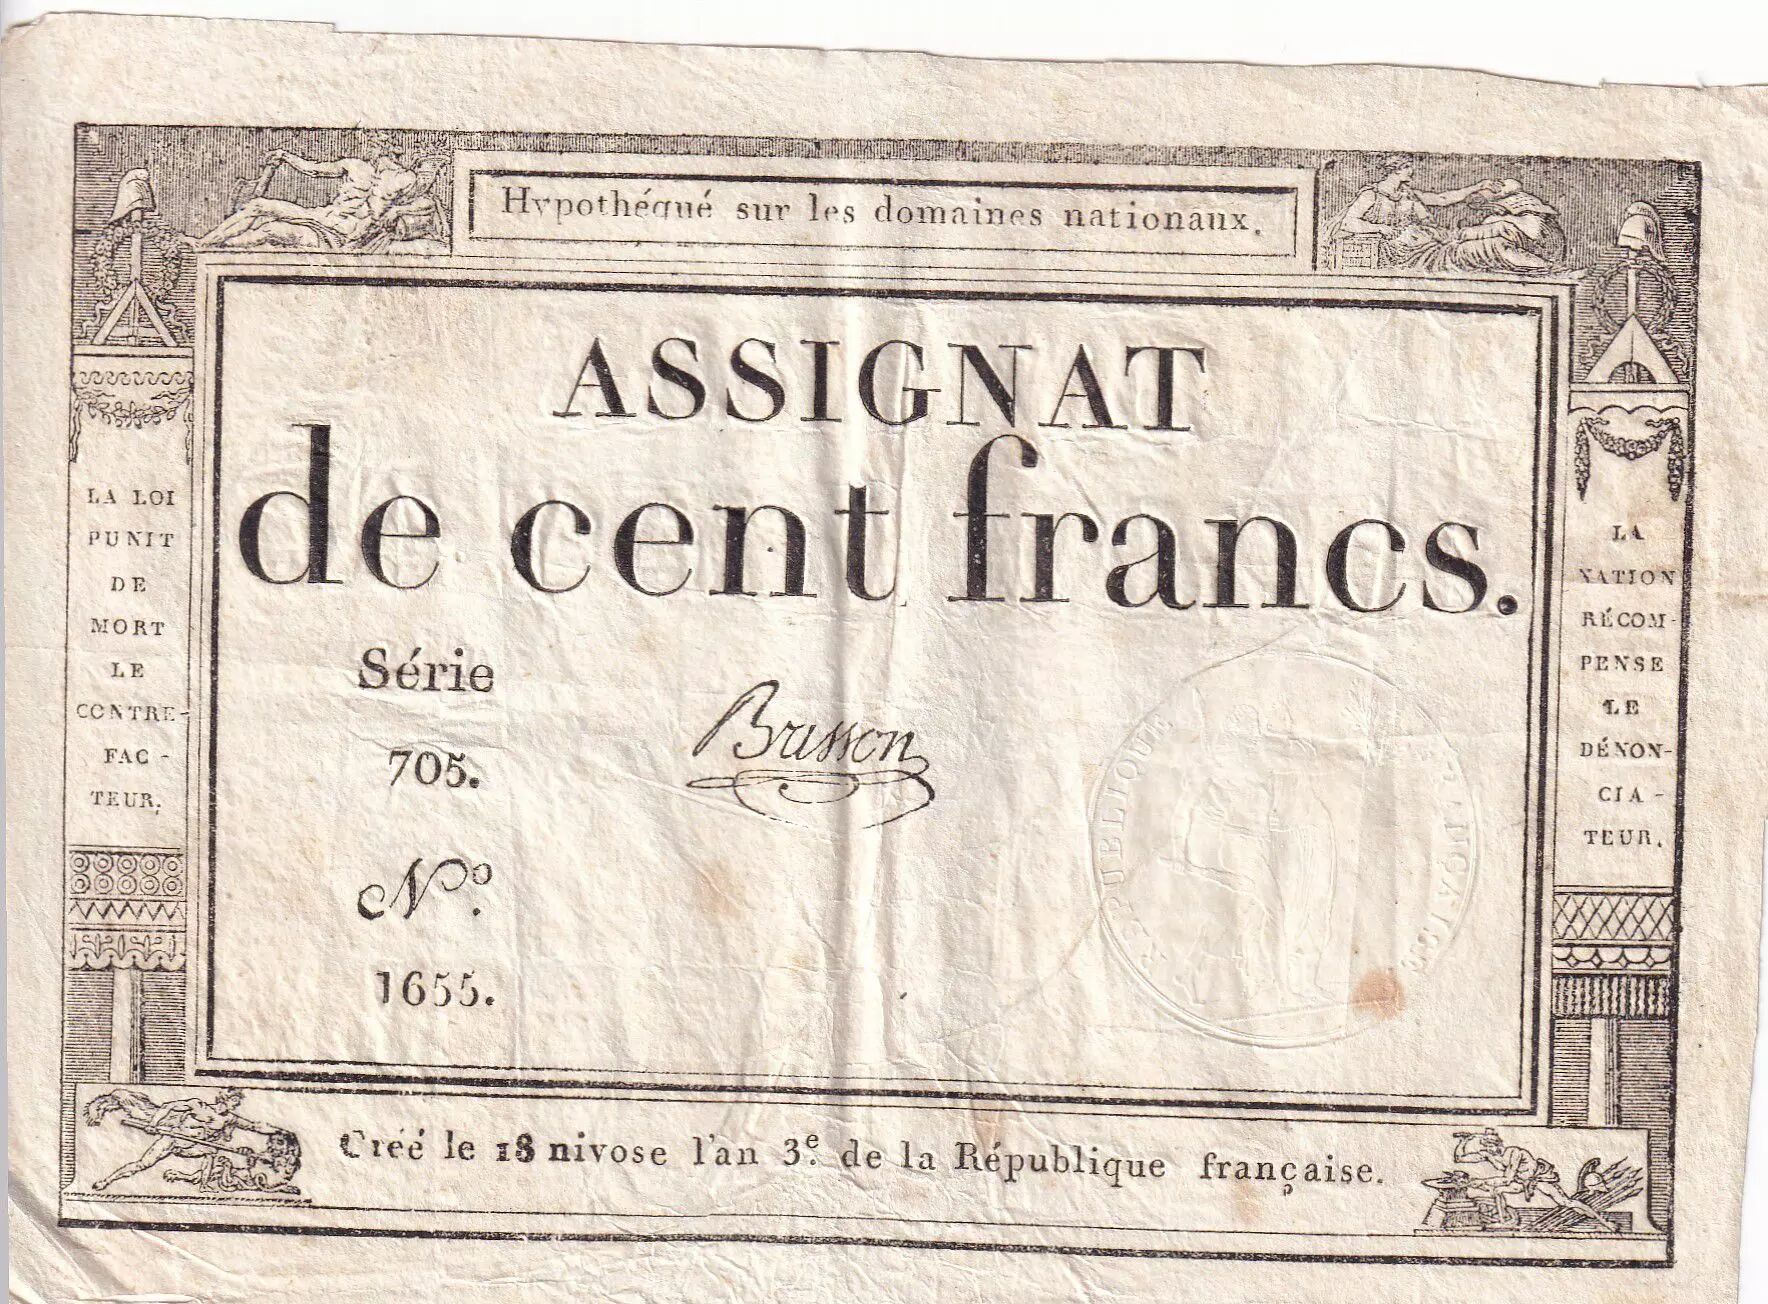 Hypothéqué sur les domaines nationaux.
ASSIGNAT
de cent francs.
Série
705.
Nº.
1655.
Brisson
RÉPUBLIQUE
LA LOI
PUNIT
DE
MORT
LE
CONTRE-
FAC-
TEUR.
LA
NATION
RÉCOM-
PENSE
LE
DÉNON-
CIA-
TEUR.
Créé le 18 nivose l'an 3e. de la République française.